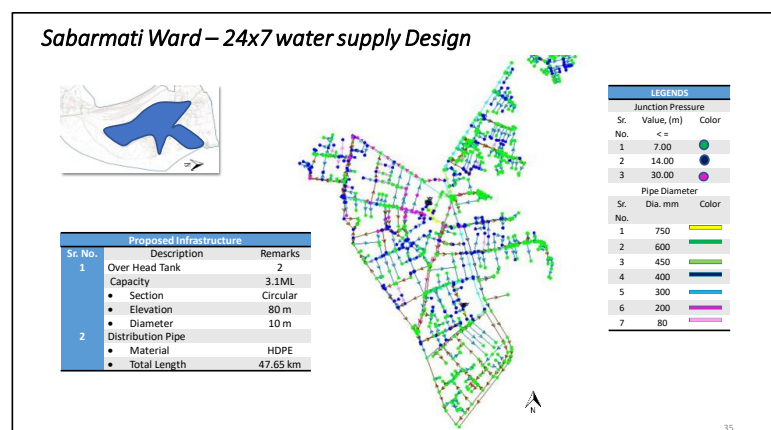 Sabarmati Ward – 24x7 water supply Design
Proposed Infrastructure
Sr. No. Description Remarks
1 Over Head Tank 2
Capacity 3.1ML
• Section Circular
• Elevation 80 m
• Diameter 10 m
2 Distribution Pipe
• Material HDPE
• Total Length 47.65 km
LEGENDS
Junction Pressure
Sr. Value, (m) Color
No. < =
1 7.00
2 14.00
3 30.00
Pipe Diameter
Sr. Dia. mm Color
No.
1 750
2 600
3 450
4 400
5 300
6 200
7 80
N
35